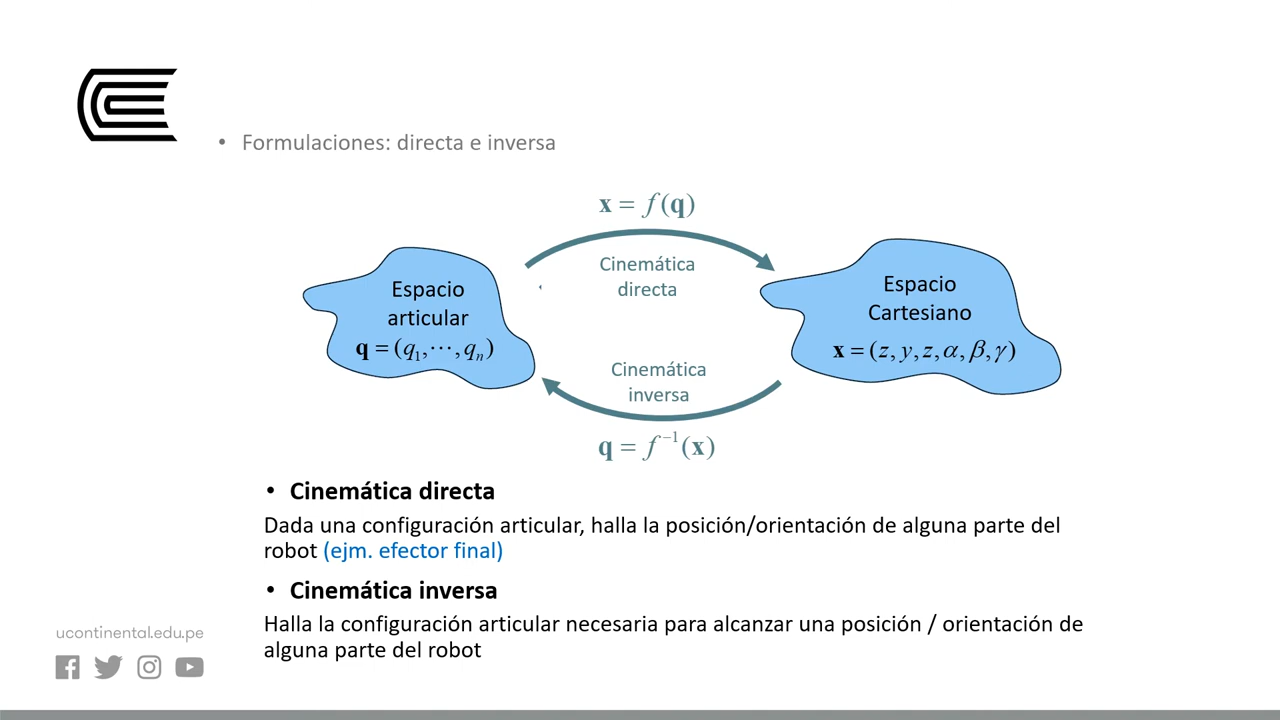 • Formulaciones: directa e inversa
x = f(q)
Cinemática
directa
Espacio
articular
q = (q₁,⋯,qₙ)
Espacio
Cartesiano
x = (z, y, z, α, β, γ)
Cinemática
inversa
q = f⁻¹(x)
• Cinemática directa
Dada una configuración articular, halla la posición/orientación de alguna parte del
robot (ejm. efector final)
• Cinemática inversa
Halla la configuración articular necesaria para alcanzar una posición / orientación de
alguna parte del robot
ucontinental.edu.pe